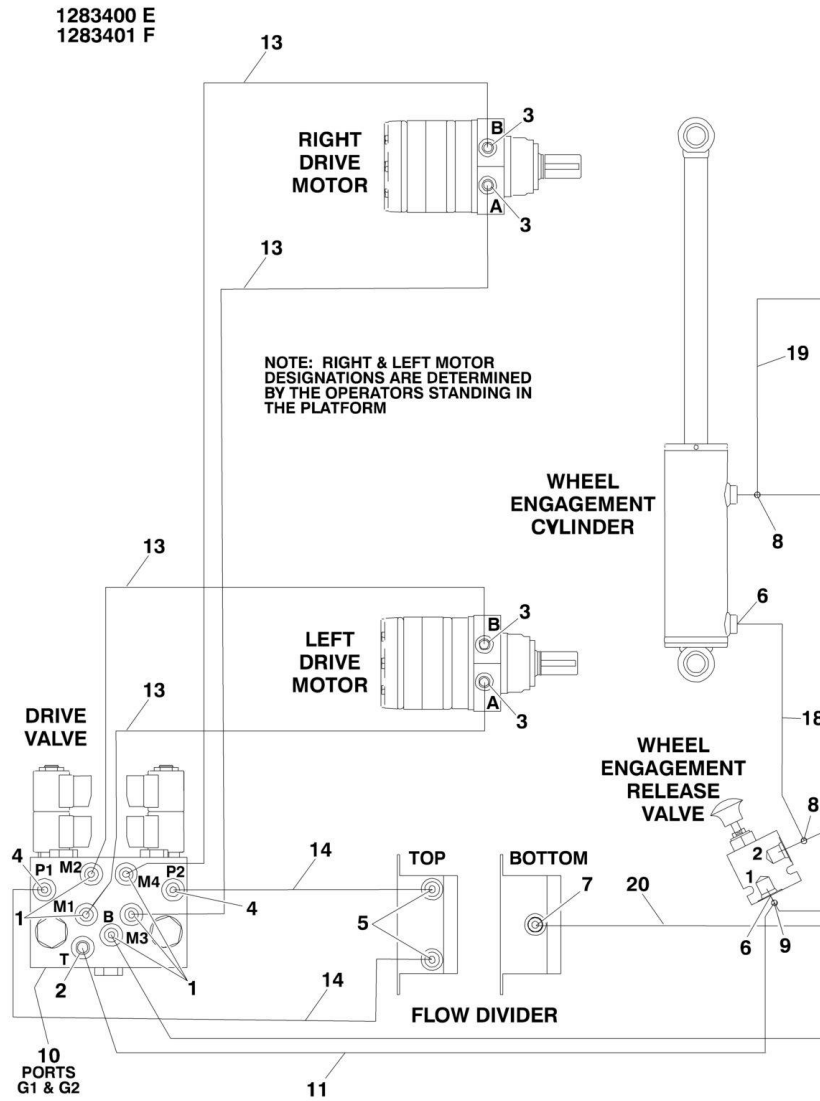 1283400 E
1283401 F
13
3
B
RIGHT
DRIVE
MOTOR
A
3
13
19
NOTE: RIGHT & LEFT MOTOR
DESIGNATIONS ARE DETERMINED
BY THE OPERATORS STANDING IN
THE PLATFORM
WHEEL
ENGAGEMENT
CYLINDER
8
13
6
3
B
LEFT
DRIVE
MOTOR
A
3
13
DRIVE
VALVE
18
WHEEL
ENGAGEMENT
RELEASE
VALVE
8
4
P1
M2
M4
P2
14
TOP
BOTTOM
2
1
7
20
4
1
M1
B
M3
5
6
9
T
2
1
14
FLOW DIVIDER
10
PORTS
G1 & G2
11